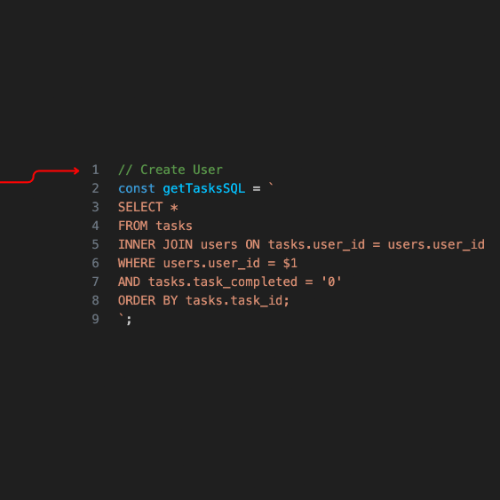 1 // Create User
2 const getTasksSQL = `
3 SELECT *
4 FROM tasks
5 INNER JOIN users ON tasks.user_id = users.user_id
6 WHERE users.user_id = $1
7 AND tasks.task_completed = '0'
8 ORDER BY tasks.task_id;
9 `;